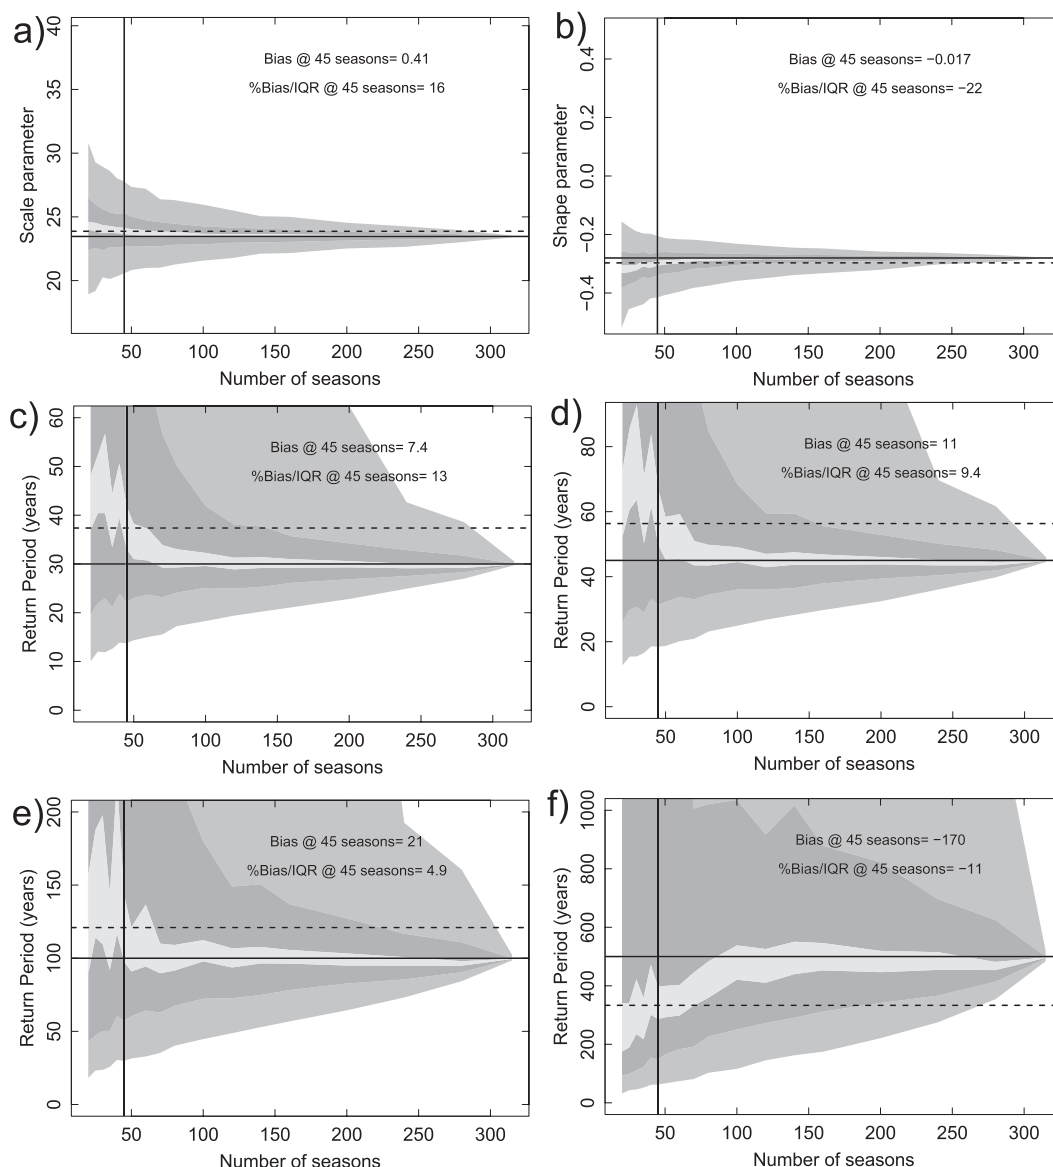 a)
Bias @ 45 seasons= 0.41
%Bias/IQR @ 45 seasons= 16
Scale parameter
40
35
30
25
20
50 100 150 200 250 300
Number of seasons
b)
Bias @ 45 seasons= −0.017
%Bias/IQR @ 45 seasons= −22
Shape parameter
0.4
0.2
0.0
−0.2
−0.4
50 100 150 200 250 300
Number of seasons
c)
Bias @ 45 seasons= 7.4
%Bias/IQR @ 45 seasons= 13
Return Period (years)
60
50
40
30
20
10
0
50 100 150 200 250 300
Number of seasons
d)
Bias @ 45 seasons= 11
%Bias/IQR @ 45 seasons= 9.4
Return Period (years)
80
60
40
20
0
50 100 150 200 250 300
Number of seasons
e)
Bias @ 45 seasons= 21
%Bias/IQR @ 45 seasons= 4.9
Return Period (years)
200
150
100
50
0
50 100 150 200 250 300
Number of seasons
f)
Bias @ 45 seasons= −170
%Bias/IQR @ 45 seasons= −11
Return Period (years)
1000
800
600
400
200
0
50 100 150 200 250 300
Number of seasons